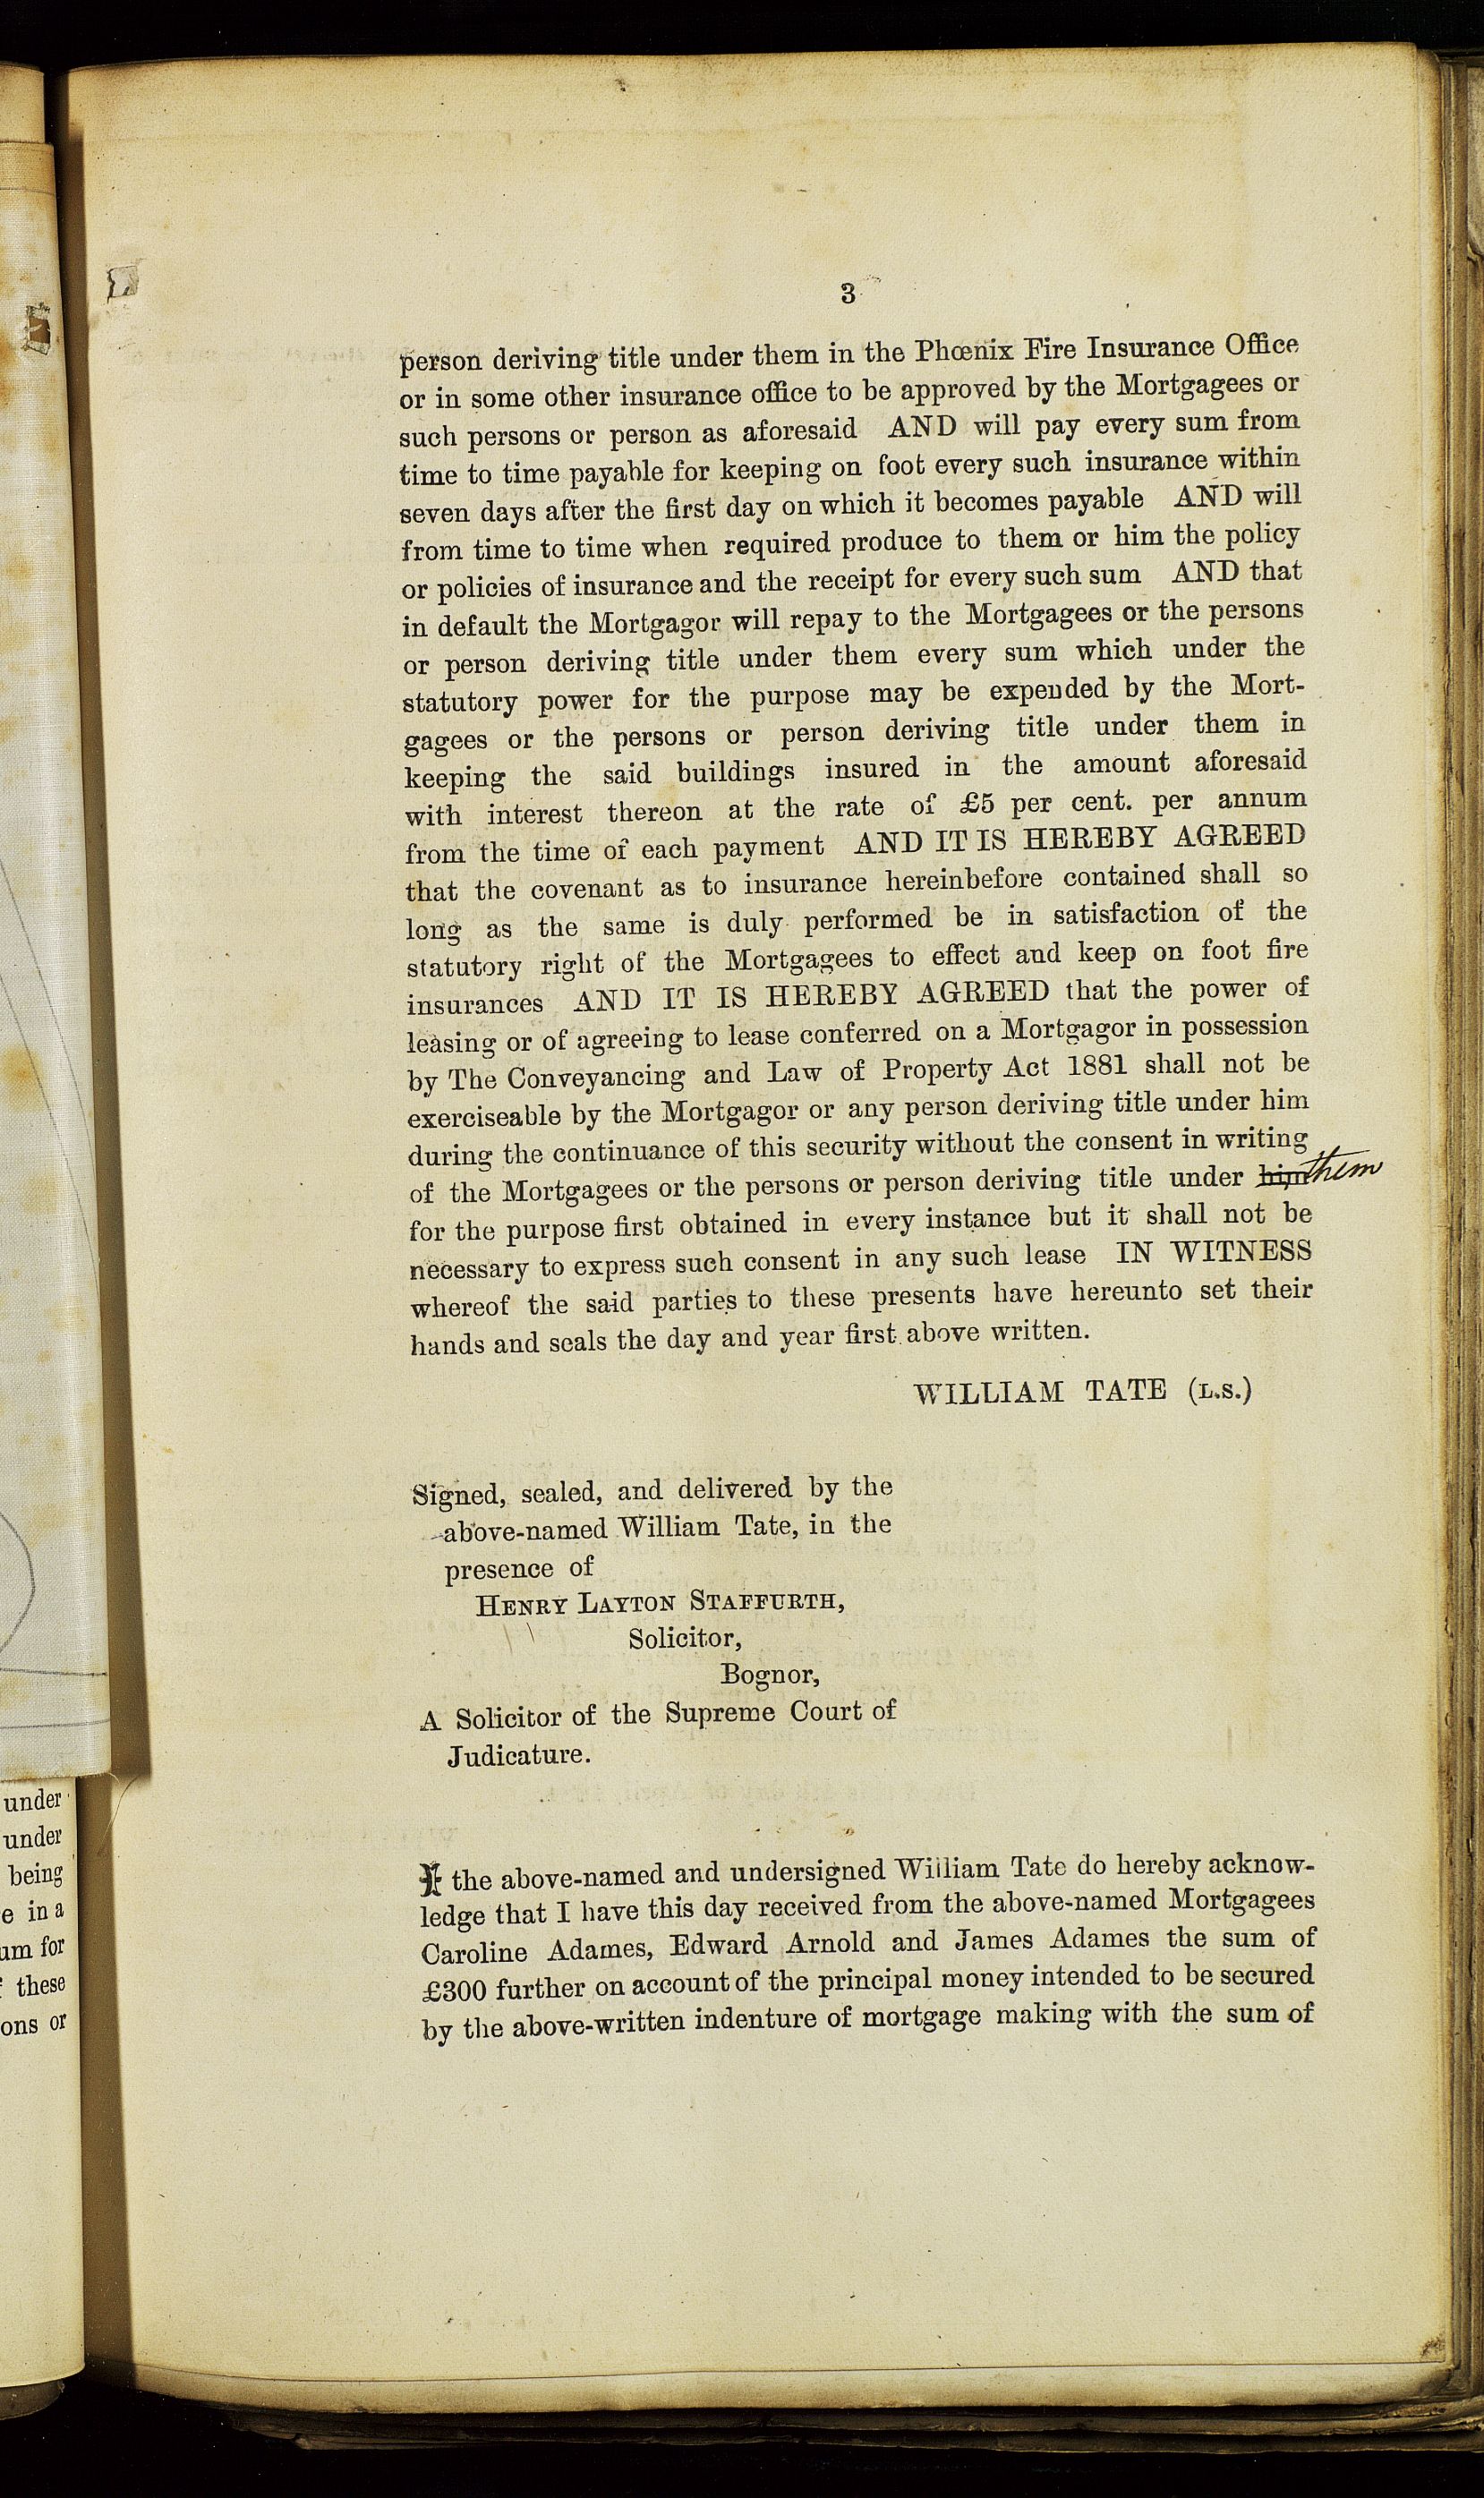 3
person deriving title under them in the Phœnix Fire Insurance Office
or in some other insurance office to be approved by the Mortgagees or
such persons or person as aforesaid AND will pay every sum from
time to time payable for keeping on foot every such insurance within
seven days after the first day on which it becomes payable AND will
from time to time when required produce to them or him the policy
or policies of insurance and the receipt for every such sum AND that
in default the Mortgagor will repay to the Mortgagees or the persons
or person deriving title under them every sum which under the
statutory power for the purpose may be expended by the Mort-
gagees or the persons or person deriving title under them in
keeping the said buildings insured in the amount aforesaid
with interest thereon at the rate of £5 per cent. per annum
from the time of each payment AND IT IS HEREBY AGREED
that the covenant as to insurance hereinbefore contained shall so
long as the same is duly performed be in satisfaction of the
statutory right of the Mortgagees to effect and keep on foot fire
insurances AND IT IS HEREBY AGREED that the power of
leasing or of agreeing to lease conferred on a Mortgagor in possession
by The Conveyancing and Law of Property Act 1881 shall not be
exerciseable by the Mortgagor or any person deriving title under him
during the continuance of this security without the consent in writing
of the Mortgagees or the persons or person deriving title under him them
for the purpose first obtained in every instance but it shall not be
necessary to express such consent in any such lease IN WITNESS
whereof the said parties to these presents have hereunto set their
hands and seals the day and year first above written.
WILLIAM TATE (L.S.)
Signed, sealed, and delivered by the
above-named William Tate, in the
presence of
HENRY LAYTON STAFFURTH,
Solicitor,
Bognor,
A Solicitor of the Supreme Court of
Judicature.
I the above-named and undersigned William Tate do hereby acknow-
ledge that I have this day received from the above-named Mortgagees
Caroline Adames, Edward Arnold and James Adames the sum of
£300 further on account of the principal money intended to be secured
by the above-written indenture of mortgage making with the sum of
under
under
being
e in a
um for
these
ons or